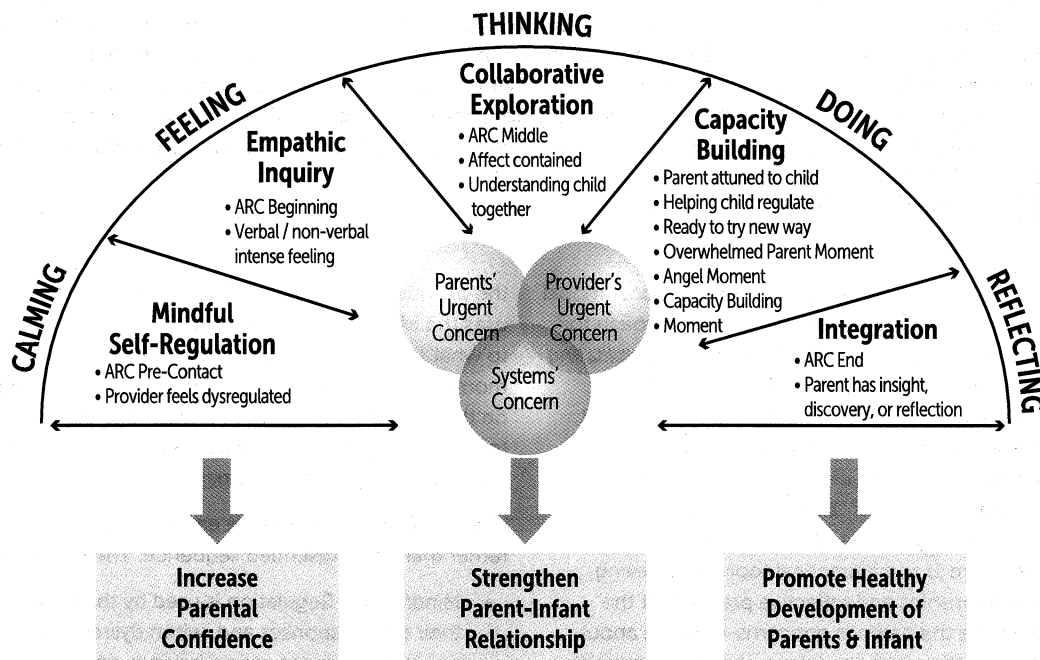 THINKING
FEELING
DOING
CALMING
REFLECTING
Collaborative
Exploration
• ARC Middle
• Affect contained
• Understanding child
together
Empathic
Inquiry
• ARC Beginning
• Verbal / non-verbal
intense feeling
Capacity
Building
• Parent attuned to child
• Helping child regulate
• Ready to try new way
• Overwhelmed Parent Moment
• Angel Moment
• Capacity Building
• Moment
Mindful
Self-Regulation
• ARC Pre-Contact
• Provider feels dysregulated
Parents'
Urgent
Concern
Provider's
Urgent
Concern
Systems'
Concern
Integration
• ARC End
• Parent has insight,
discovery, or reflection
Increase
Parental
Confidence
Strengthen
Parent-Infant
Relationship
Promote Healthy
Development of
Parents & Infant